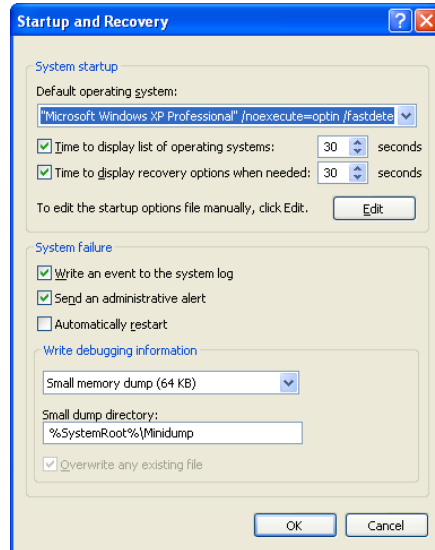 Startup and Recovery
System startup
Default operating system:
"Microsoft Windows XP Professional" /noexecute=optin /fastdete
Time to display list of operating systems: 30 seconds
Time to display recovery options when needed: 30 seconds
To edit the startup options file manually, click Edit. Edit
System failure
Write an event to the system log
Send an administrative alert
Automatically restart
Write debugging information
Small memory dump (64 KB)
Small dump directory:
%SystemRoot%\Minidump
Overwrite any existing file
OK Cancel